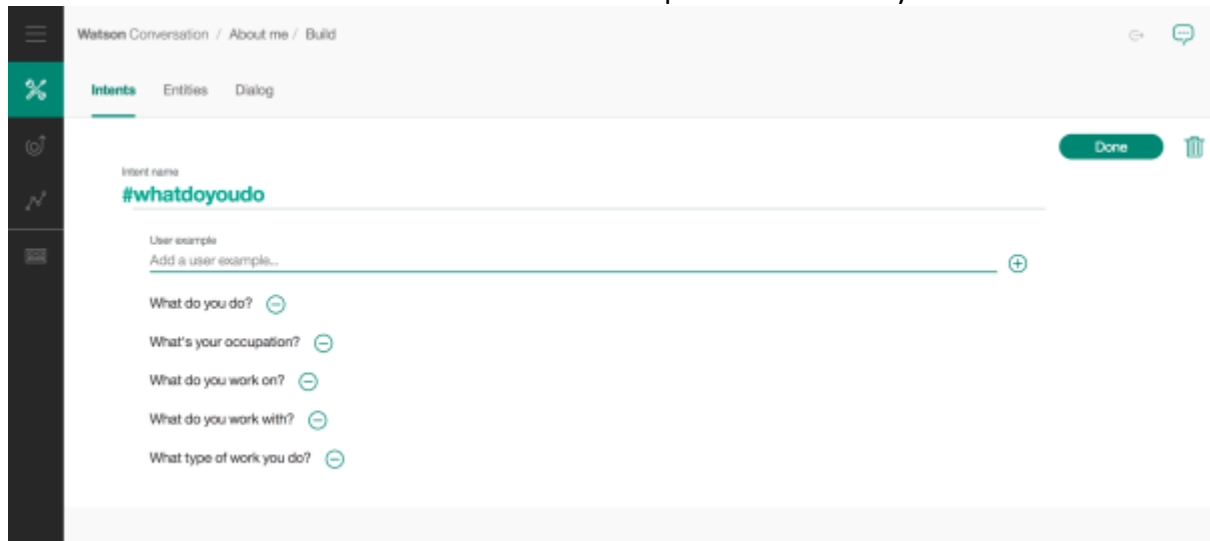 Watson Conversation / About me / Build
Intents Entities Dialog
Done
Intent name
#whatdoyoudo
User example
Add a user example...
What do you do?
What's your occupation?
What do you work on?
What do you work with?
What type of work you do?